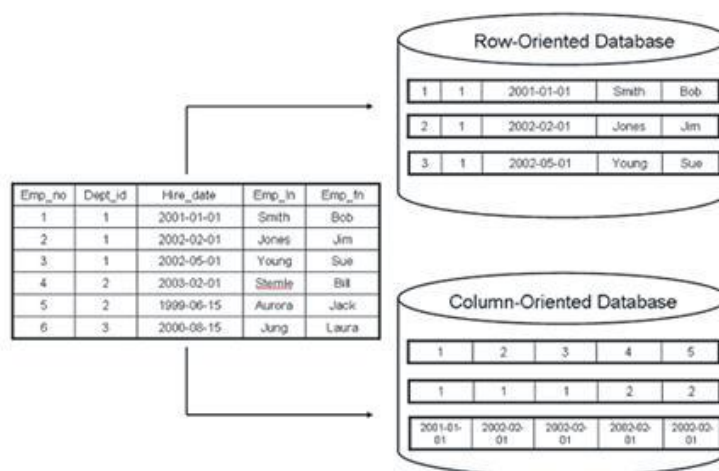 Row-Oriented Database
1 1 2001-01-01 Smith Bob
2 1 2002-02-01 Jones Jim
3 1 2002-05-01 Young Sue
Emp_no Dept_id Hire_date Emp_ln Emp_fn
1 1 2001-01-01 Smith Bob
2 1 2002-02-01 Jones Jim
3 1 2002-05-01 Young Sue
4 2 2003-02-01 Stemle Bill
5 2 1999-06-15 Aurora Jack
6 3 2000-08-15 Jung Laura
Column-Oriented Database
1 2 3 4 5
1 1 1 2 2
2001-01- 2002-02- 2002-02- 2002-02- 2002-02-
01 01 01 01 01